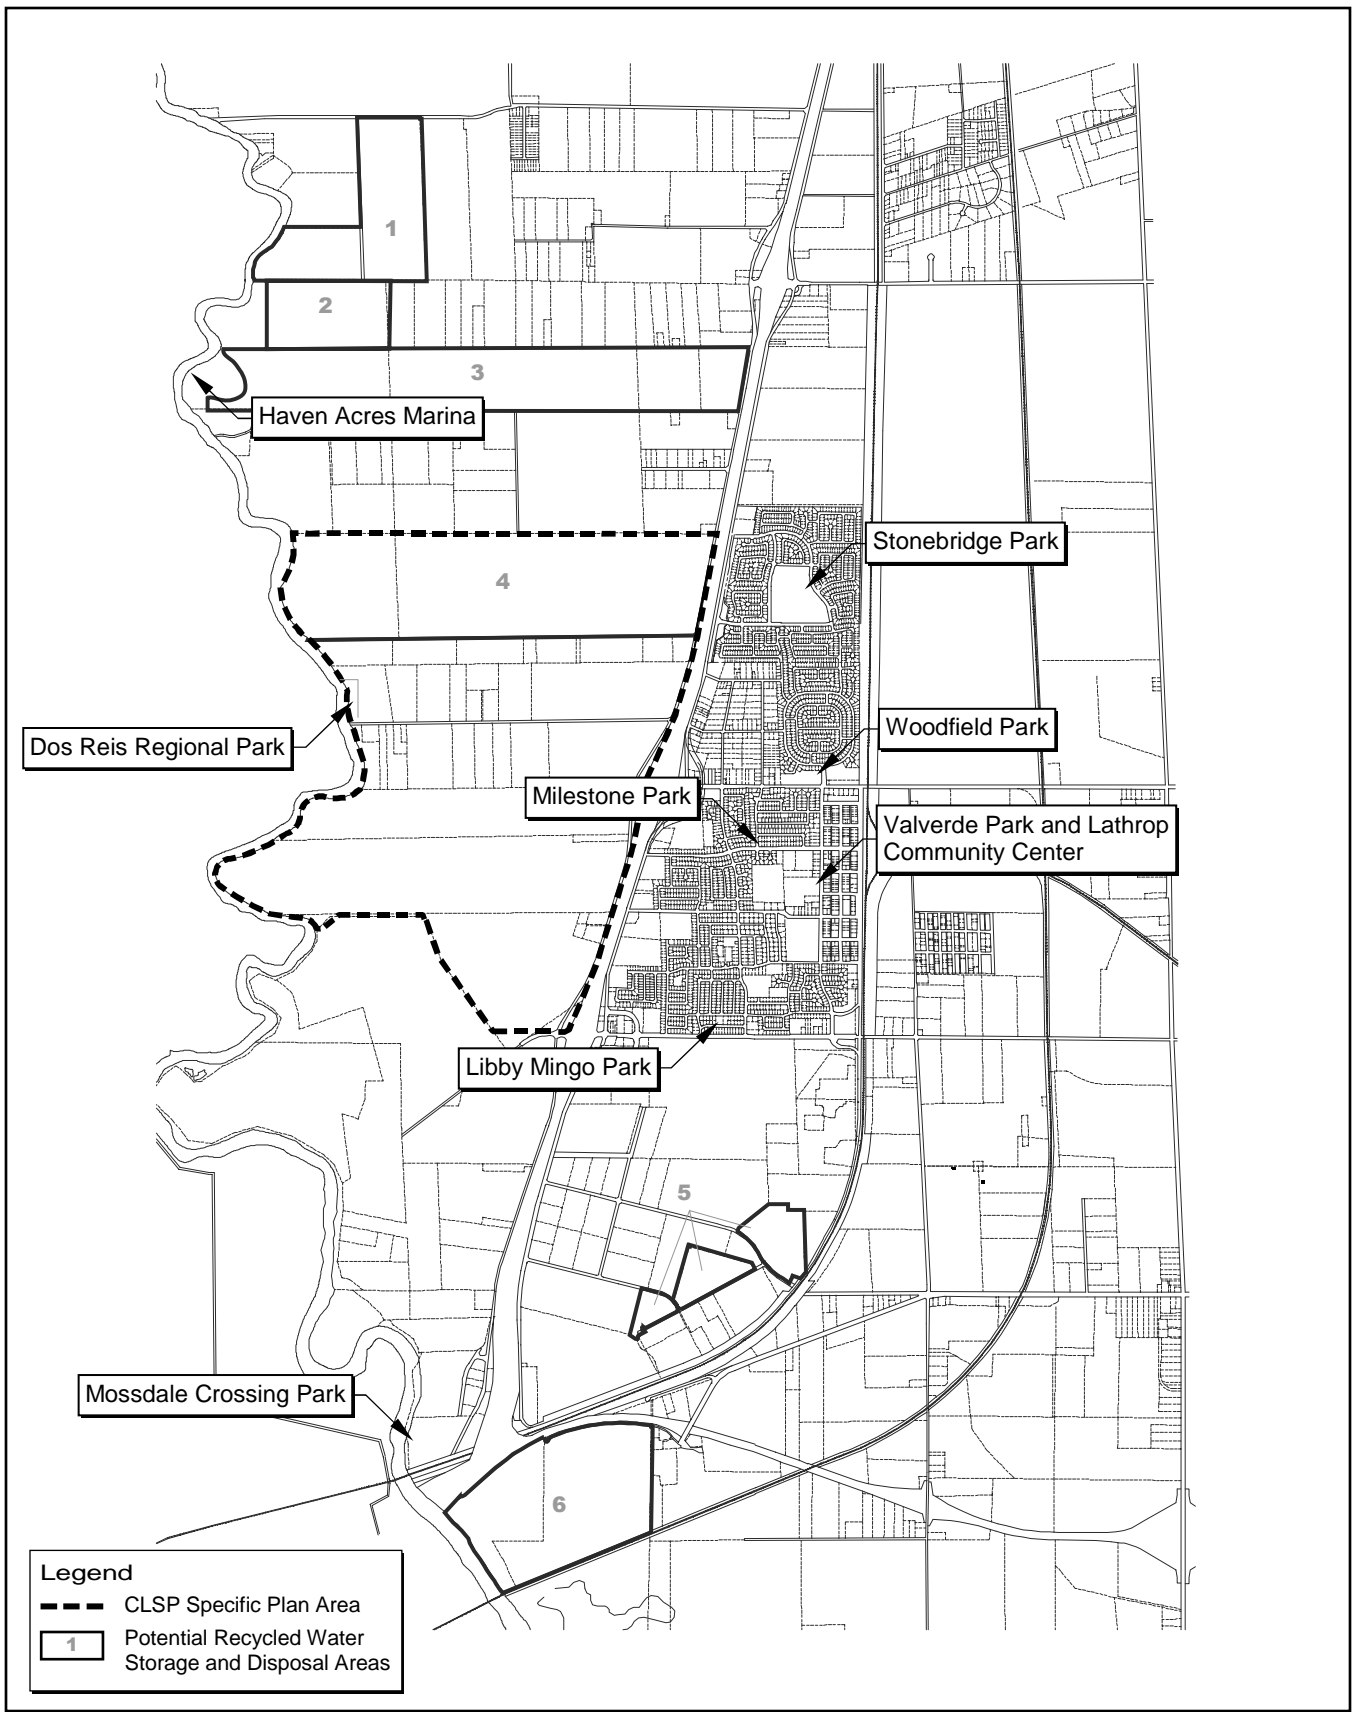 1
2
3
Haven Acres Marina
Stonebridge Park
4
Woodfield Park
Dos Reis Regional Park
Milestone Park
Valverde Park and Lathrop
Community Center
Libby Mingo Park
5
Mossdale Crossing Park
6
Legend
CLSP Specific Plan Area
1
Potential Recycled Water
Storage and Disposal Areas